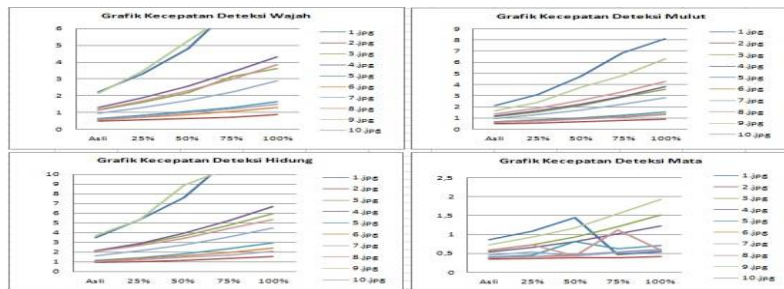 Grafik Kecepatan Deteksi Wajah
6
5
4
3
2
1
0
Asli 25% 50% 75% 100%
1.jpg
2.jpg
3.jpg
4.jpg
5.jpg
6.jpg
7.jpg
8.jpg
9.jpg
10.jpg
Grafik Kecepatan Deteksi Mulut
9
8
7
6
5
4
3
2
1
0
Asli 25% 50% 75% 100%
1.jpg
2.jpg
3.jpg
4.jpg
5.jpg
6.jpg
7.jpg
8.jpg
9.jpg
10.jpg
Grafik Kecepatan Deteksi Hidung
10
9
8
7
6
5
4
3
2
1
0
Asli 25% 50% 75% 100%
1.jpg
2.jpg
3.jpg
4.jpg
5.jpg
6.jpg
7.jpg
8.jpg
9.jpg
10.jpg
Grafik Kecepatan Deteksi Mata
2,5
2
1,5
1
0,5
0
Asli 25% 50% 75% 100%
1.jpg
2.jpg
3.jpg
4.jpg
5.jpg
6.jpg
7.jpg
8.jpg
9.jpg
10.jpg